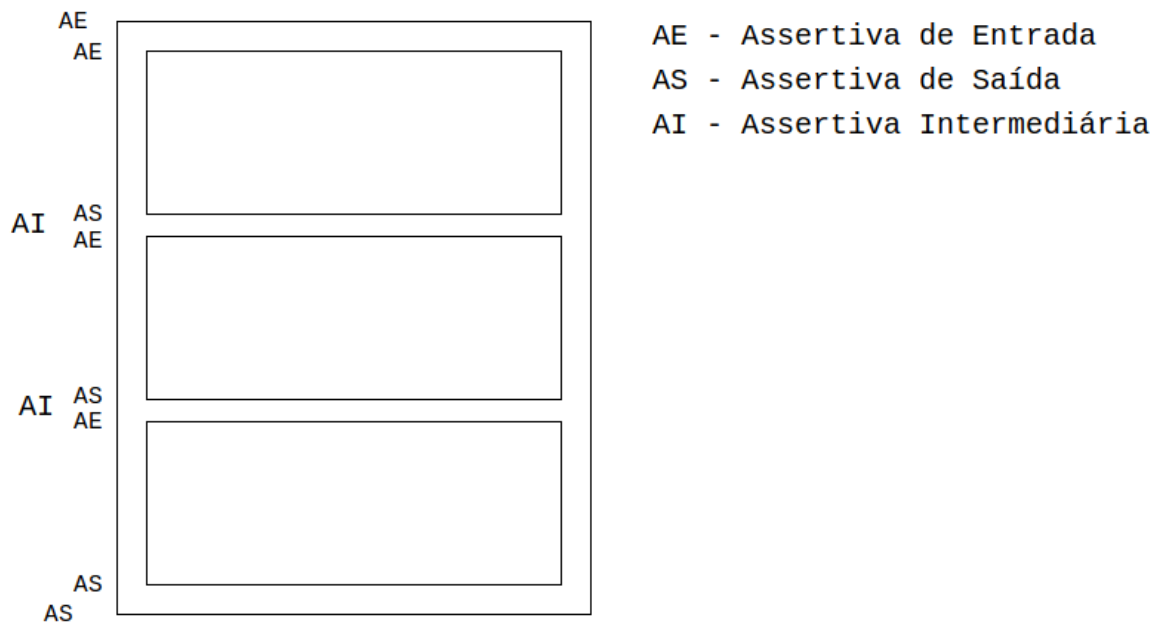 AE
AE
AS
AI
AE
AS
AI
AE
AS
AS
AE - Assertiva de Entrada
AS - Assertiva de Saída
AI - Assertiva Intermediária